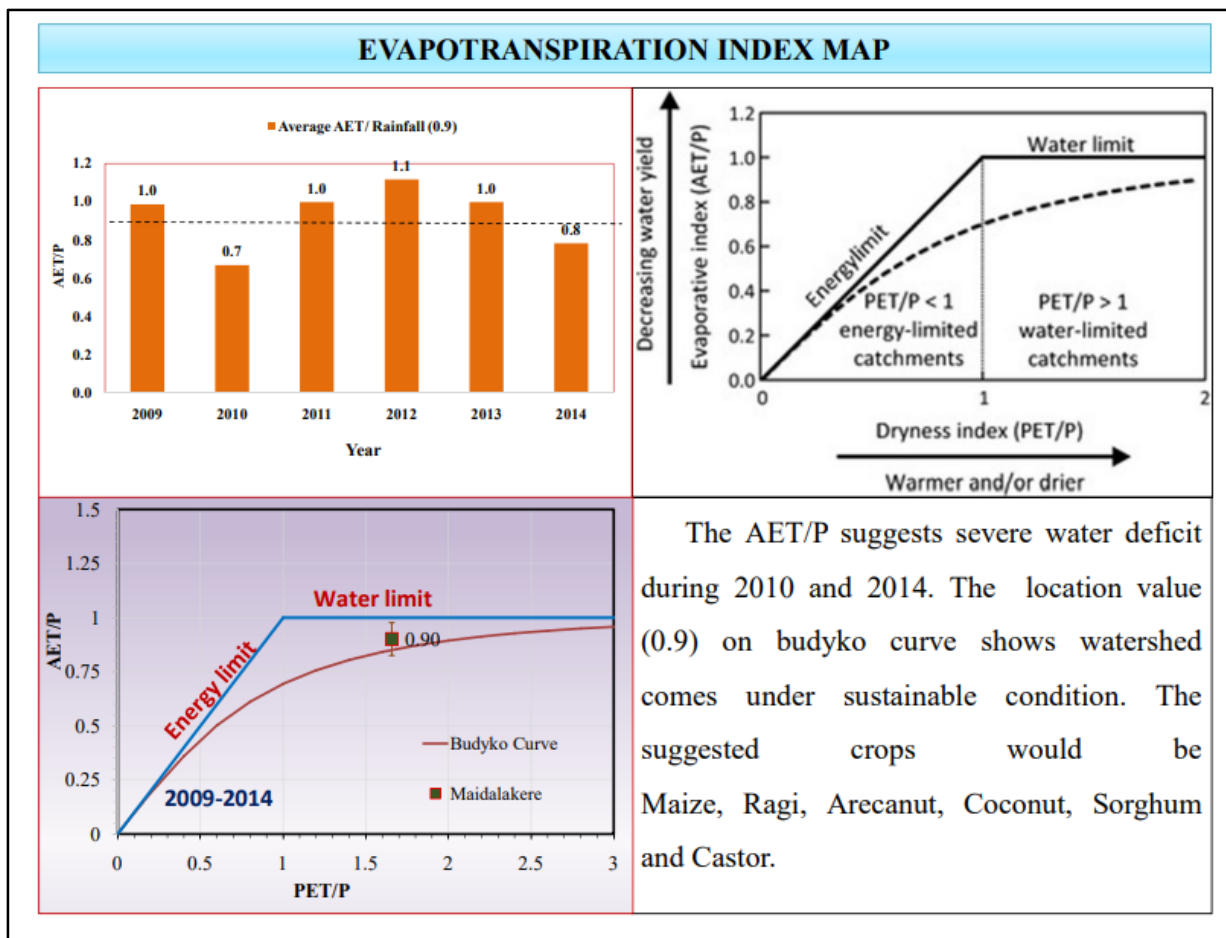 EVAPOTRANSPIRATION INDEX MAP
Average AET/ Rainfall (0.9)
AET/P
1.2
1.0
0.8
0.6
0.4
0.2
0.0
1.0
0.7
1.0
1.1
1.0
0.8
2009 2010 2011 2012 2013 2014
Year
Decreasing water yield
Evaporative index (AET/P)
1.2
1.0
0.8
0.6
0.4
0.2
0.0
Water limit
Energylimit
PET/P < 1
energy-limited
catchments
PET/P > 1
water-limited
catchments
0 1 2
Dryness index (PET/P)
Warmer and/or drier
AET/P
1.5
1.25
1
0.75
0.5
0.25
0
Water limit
0.90
Energy limit
Budyko Curve
Maidalakere
2009-2014
0 0.5 1 1.5 2 2.5 3
PET/P
The AET/P suggests severe water deficit
during 2010 and 2014. The location value
(0.9) on budyko curve shows watershed
comes under sustainable condition. The
suggested crops would be
Maize, Ragi, Arecanut, Coconut, Sorghum
and Castor.